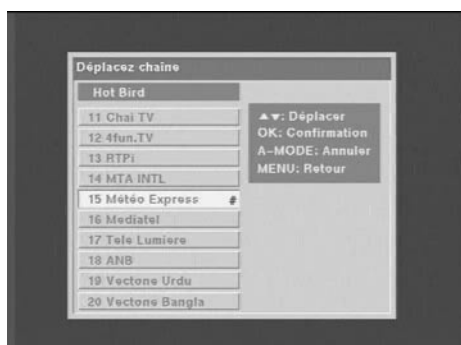 Déplacez chaîne
Hot Bird
11 Chai TV
12 4fun.TV
13 RTPi
14 MTA INTL
15 Météo Express #
16 Mediatel
17 Tele Lumiere
18 ANB
19 Vectone Urdu
20 Vectone Bangla
▲▼: Déplacer
OK: Confirmation
A-MODE: Annuler
MENU: Retour